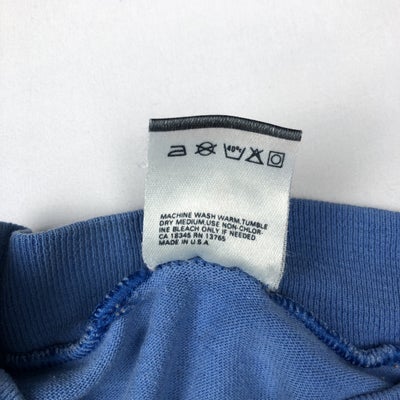 40°c
MACHINE WASH WARM, TUMBLE
DRY MEDIUM, USE NON-CHLOR-
INE BLEACH ONLY IF NEEDED
CA 18345 RN 13765
MADE IN U.S.A